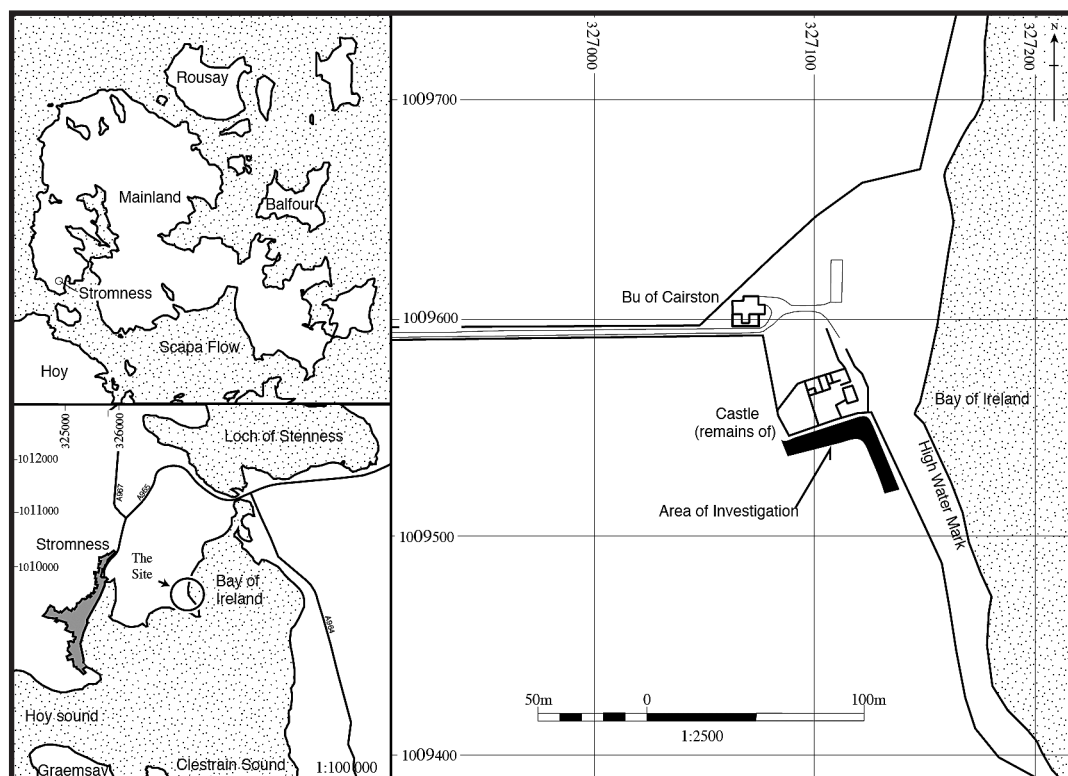 Rousay
Mainland
Balfour
Stromness
Scapa Flow
Hoy
325000
326000
1012000
1011000
1010000
Loch of Stenness
A967
A965
Stromness
The
Site
Bay of
Ireland
A964
Hoy sound
Graemsay
Clestrain Sound
1:100 000
327000
327100
327200
N
1009700
Bu of Cairston
1009600
Castle
(remains of)
Bay of Ireland
High Water Mark
Area of Investigation
1009500
50m
0
100m
1:2500
1009400